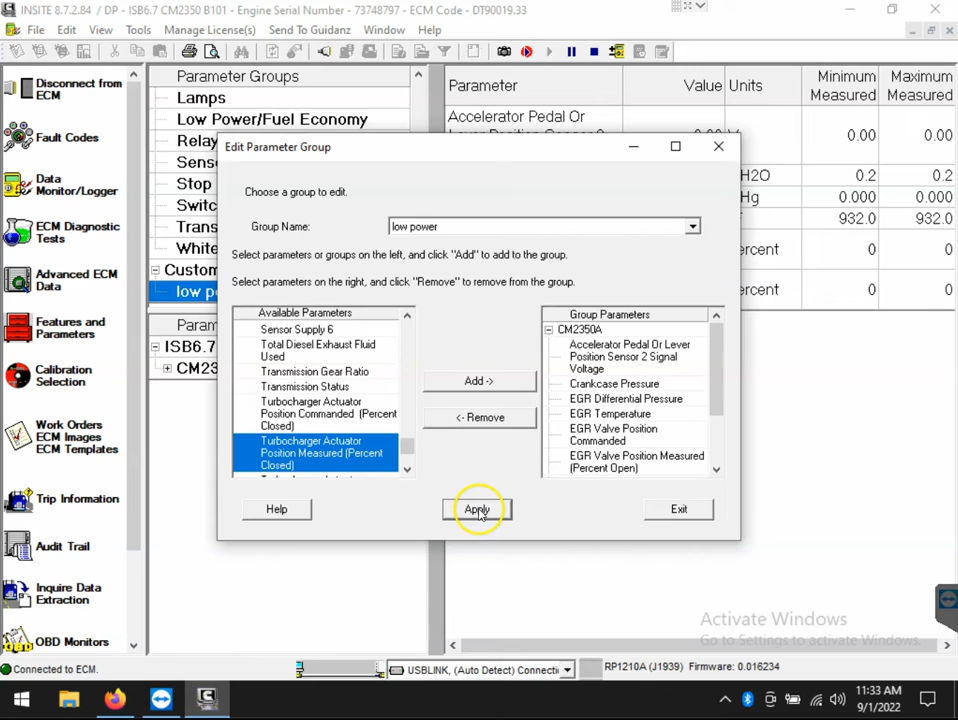 INSITE 8.7.2.84 / DP - ISB6.7 CM2350 B101 - Engine Serial Number - 73748797 - ECM Code - DT90019.33
File Edit View Tools Manage License(s) Send To Guidanz Window Help
Disconnect from
ECM
Fault Codes
Data
Monitor/Logger
ECM Diagnostic
Tests
Advanced ECM
Data
Features and
Parameters
Calibration
Selection
Work Orders
ECM Images
ECM Templates
Trip Information
Audit Trail
Inquire Data
Extraction
OBD Monitors
Parameter Groups
Lamps
Low Power/Fuel Economy
Relay
Sens
Stop
Switc
Trans
White
Custom
low po
Param
ISB6.7
CM23
Parameter Value Units Minimum
Measured Maximum
Measured
Accelerator Pedal Or
0.00 0.00
H2O 0.2 0.2
Hg 0.000 0.000
932.0 932.0
ercent 0 0
ercent 0 0
Edit Parameter Group
Choose a group to edit.
Group Name: low power
Select parameters or groups on the left, and click "Add" to add to the group.
Select parameters on the right, and click "Remove" to remove from the group.
Available Parameters
Sensor Supply 6
Total Diesel Exhaust Fluid
Used
Transmission Gear Ratio
Transmission Status
Turbocharger Actuator
Position Commanded (Percent
Closed)
Turbocharger Actuator
Position Measured (Percent
Closed)
Add ->
<- Remove
Group Parameters
CM2350A
Accelerator Pedal Or Lever
Position Sensor 2 Signal
Voltage
Crankcase Pressure
EGR Differential Pressure
EGR Temperature
EGR Valve Position
Commanded
EGR Valve Position Measured
(Percent Open)
Help Apply Exit
Activate Windows
Go to Settings to activate Windows.
Connected to ECM.
USBLINK, (Auto Detect) Connectic
RP1210A (J1939) Firmware: 0.016234
11:33 AM
9/1/2022